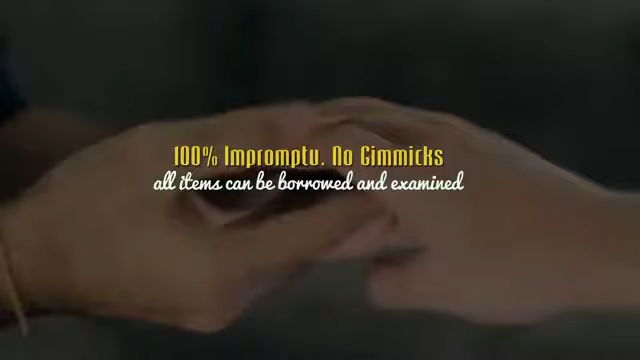 100% Impromptu. No Gimmicks
all items can be borrowed and examined